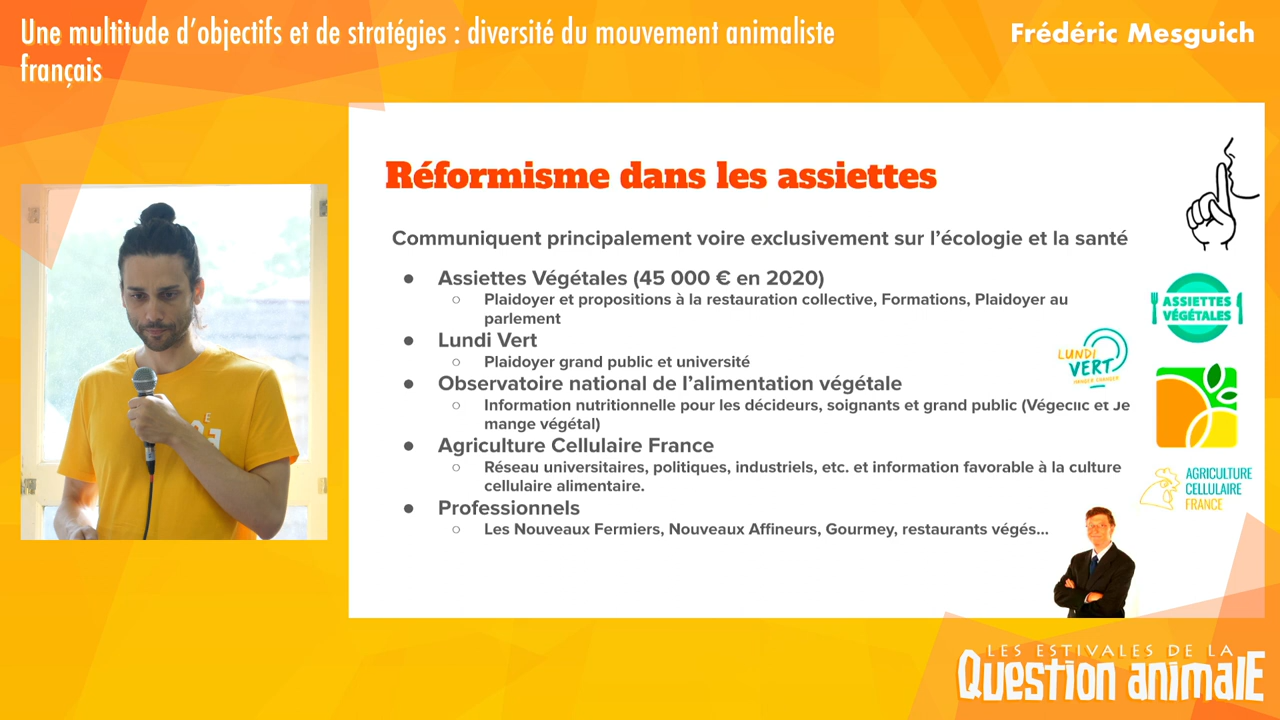 Une multitude d'objectifs et de stratégies : diversité du mouvement animaliste
français
Frédéric Mesguich
Réformisme dans les assiettes
Communiquent principalement voire exclusivement sur l'écologie et la santé
● Assiettes Végétales (45 000 € en 2020)
○ Plaidoyer et propositions à la restauration collective, Formations, Plaidoyer au
parlement
● Lundi Vert
○ Plaidoyer grand public et université
● Observatoire national de l'alimentation végétale
○ Information nutritionnelle pour les décideurs, soignants et grand public (Végéclic et Je
mange végétal)
● Agriculture Cellulaire France
○ Réseau universitaires, politiques, industriels, etc. et information favorable à la culture
cellulaire alimentaire.
● Professionnels
○ Les Nouveaux Fermiers, Nouveaux Affineurs, Gourmey, restaurants végés...
ASSIETTES
VÉGÉTALES
LUNDI
VERT
AGRICULTURE
CELLULAIRE
FRANCE
LES ESTIVALES DE LA
QUESTION ANIMALE